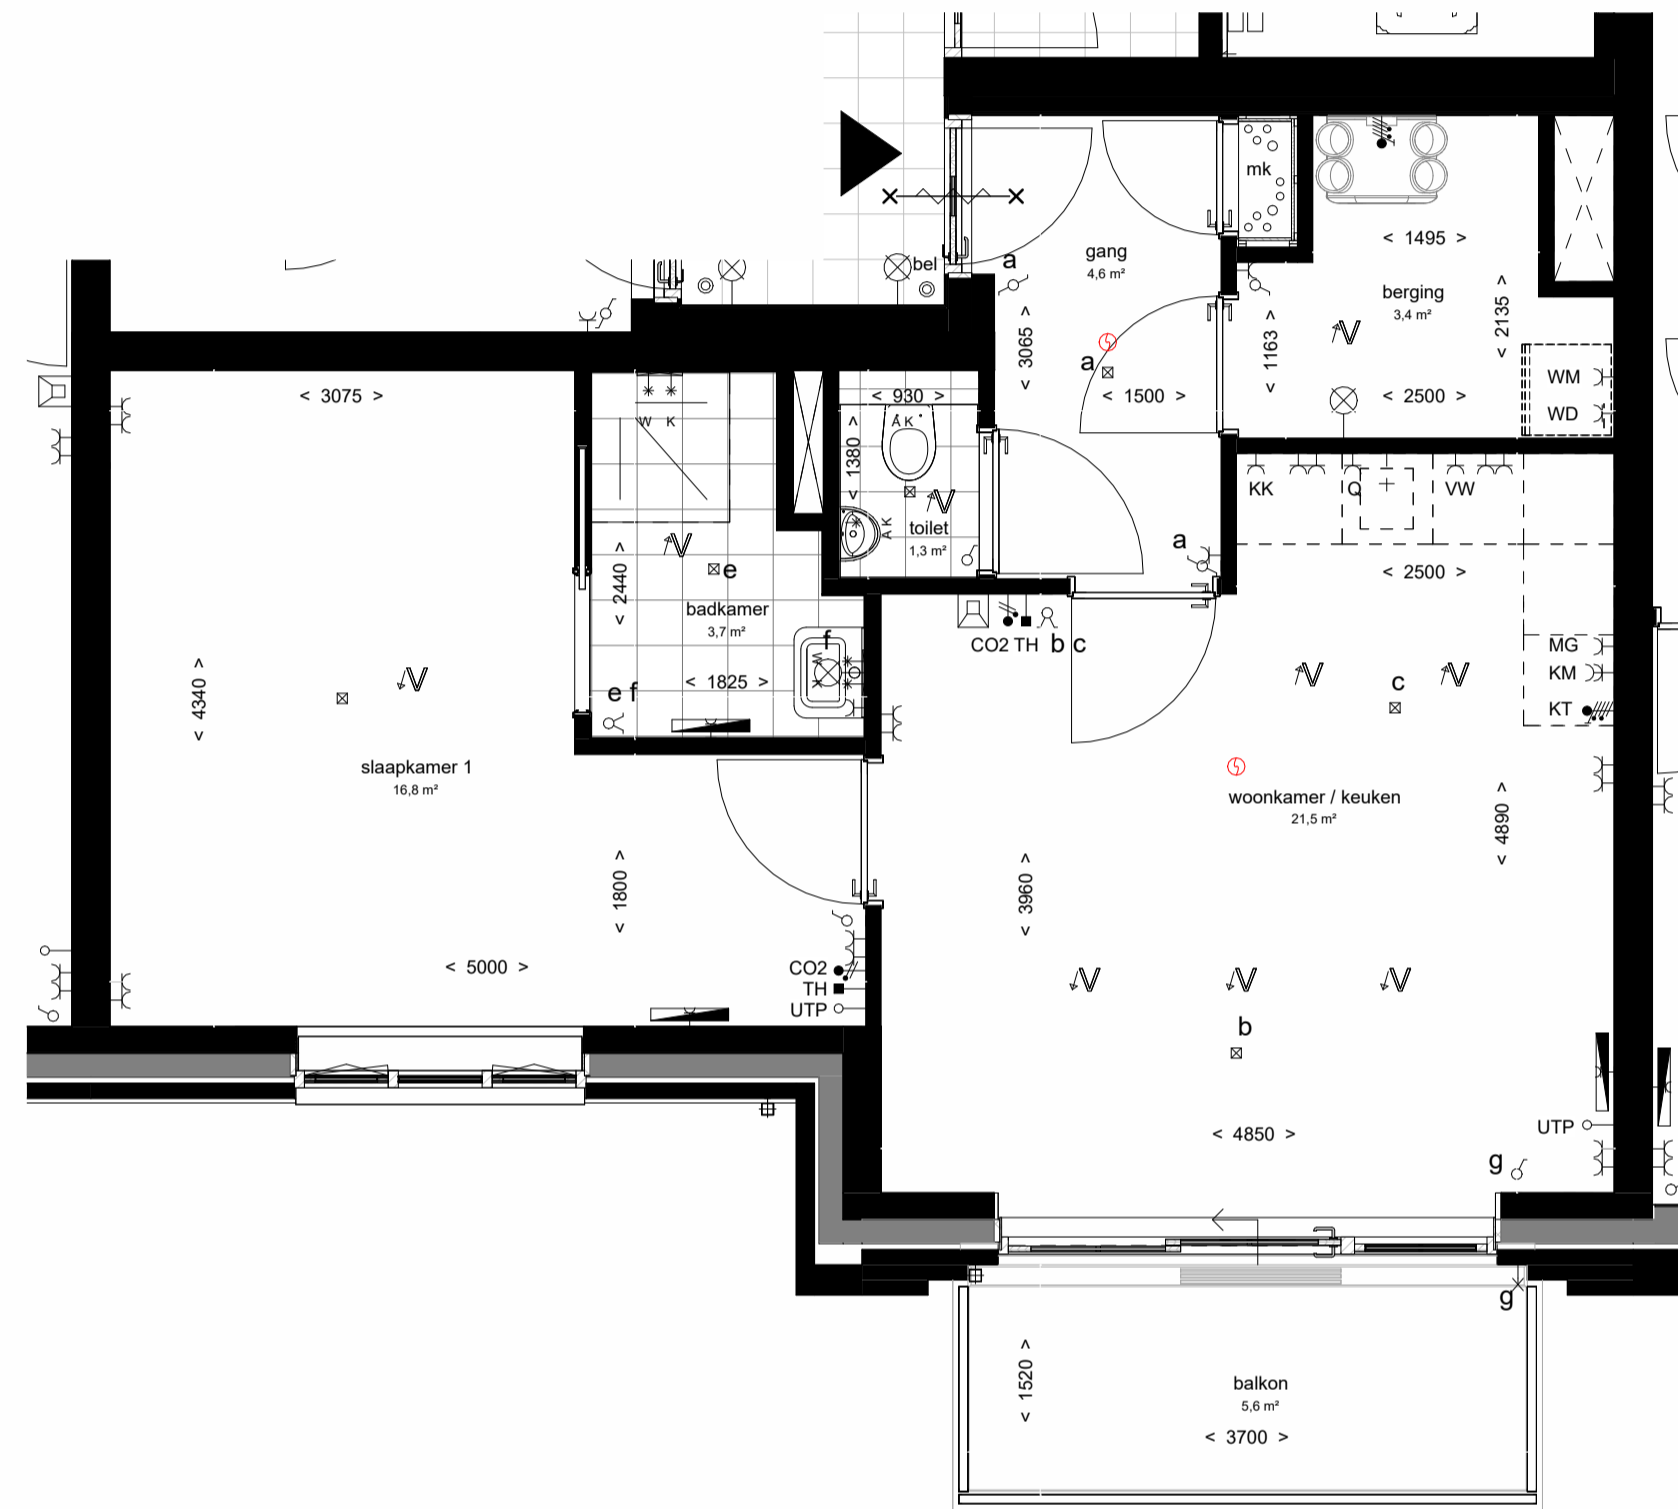 mk
< 1495 >
gang
4,6 m²
bel
a
berging
3,4 m²
< 2135 >
< 3065 >
< 1163 >
a
WM
< 3075 >
< 930 >
< 1500 >
< 2500 >
WD
W K
A K
< 1380 >
KK
Q
VW
toilet
1,3 m²
A K
a
< 2440 >
e
< 2500 >
badkamer
3,7 m²
f
W K
CO2 TH b c
MG
KM
< 4340 >
< 1825 >
e f
c
KT
slaapkamer 1
16,8 m²
woonkamer / keuken
21,5 m²
< 4890 >
< 1800 >
< 3960 >
< 5000 >
CO2
TH
UTP
b
UTP
< 4850 >
g
g
< 1520 >
balkon
5,6 m²
< 3700 >